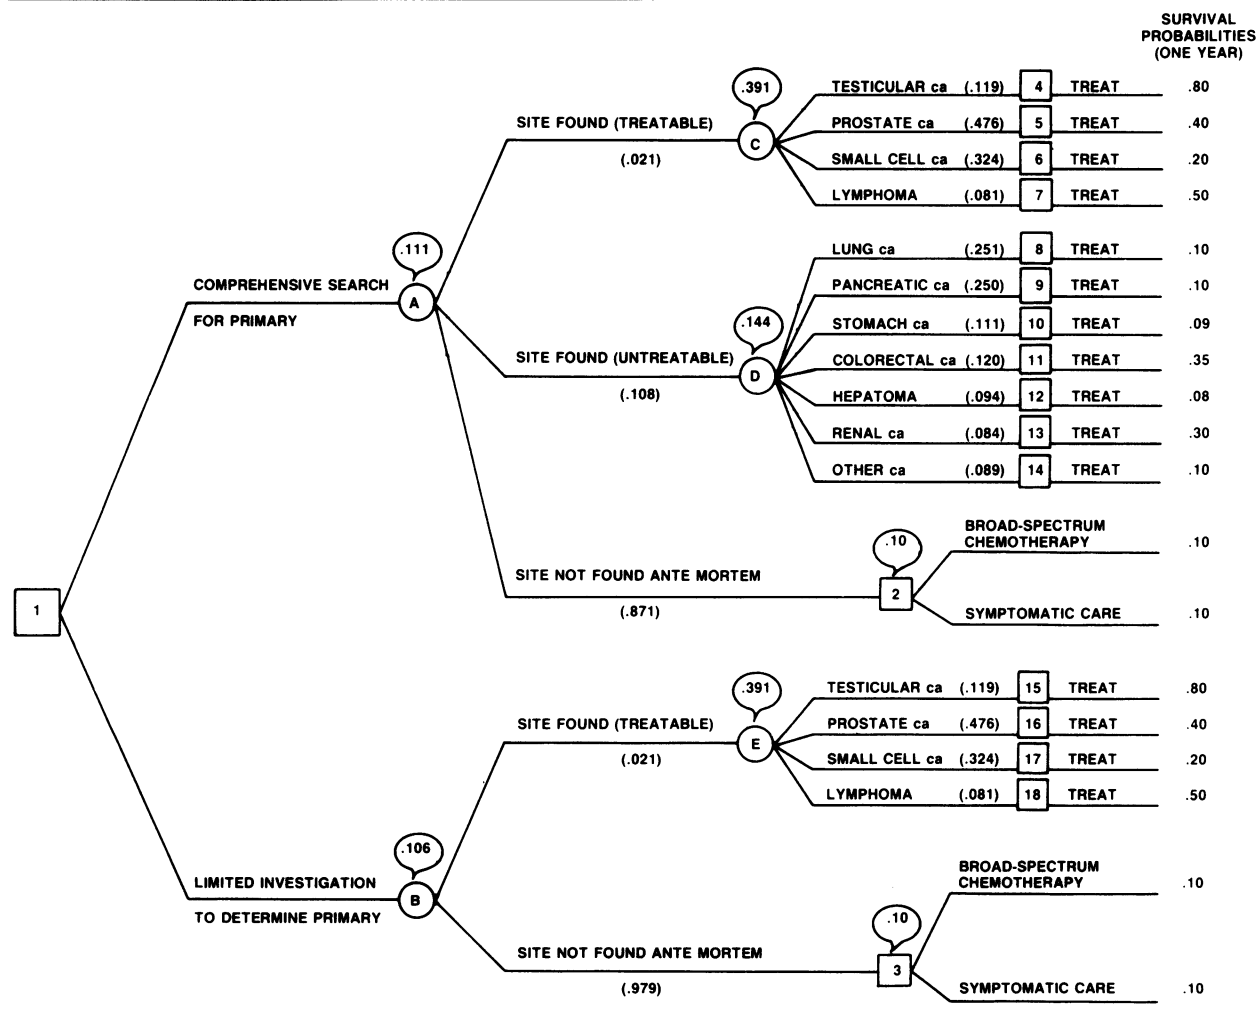 SURVIVAL
PROBABILITIES
(ONE YEAR)
.391
TESTICULAR ca (.119) 4 TREAT .80
SITE FOUND (TREATABLE)
C
PROSTATE ca (.476) 5 TREAT .40
(.021)
SMALL CELL ca (.324) 6 TREAT .20
LYMPHOMA (.081) 7 TREAT .50
.111
LUNG ca (.251) 8 TREAT .10
COMPREHENSIVE SEARCH
A
PANCREATIC ca (.250) 9 TREAT .10
FOR PRIMARY
.144
STOMACH ca (.111) 10 TREAT .09
SITE FOUND (UNTREATABLE)
D
COLORECTAL ca (.120) 11 TREAT .35
(.108)
HEPATOMA (.094) 12 TREAT .08
RENAL ca (.084) 13 TREAT .30
OTHER ca (.089) 14 TREAT .10
BROAD-SPECTRUM
CHEMOTHERAPY .10
.10
SITE NOT FOUND ANTE MORTEM
2
(.871)
SYMPTOMATIC CARE .10
1
.391
TESTICULAR ca (.119) 15 TREAT .80
SITE FOUND (TREATABLE)
E
PROSTATE ca (.476) 16 TREAT .40
(.021)
SMALL CELL ca (.324) 17 TREAT .20
LYMPHOMA (.081) 18 TREAT .50
.106
LIMITED INVESTIGATION
B
TO DETERMINE PRIMARY
BROAD-SPECTRUM
CHEMOTHERAPY .10
.10
SITE NOT FOUND ANTE MORTEM
3
(.979)
SYMPTOMATIC CARE .10